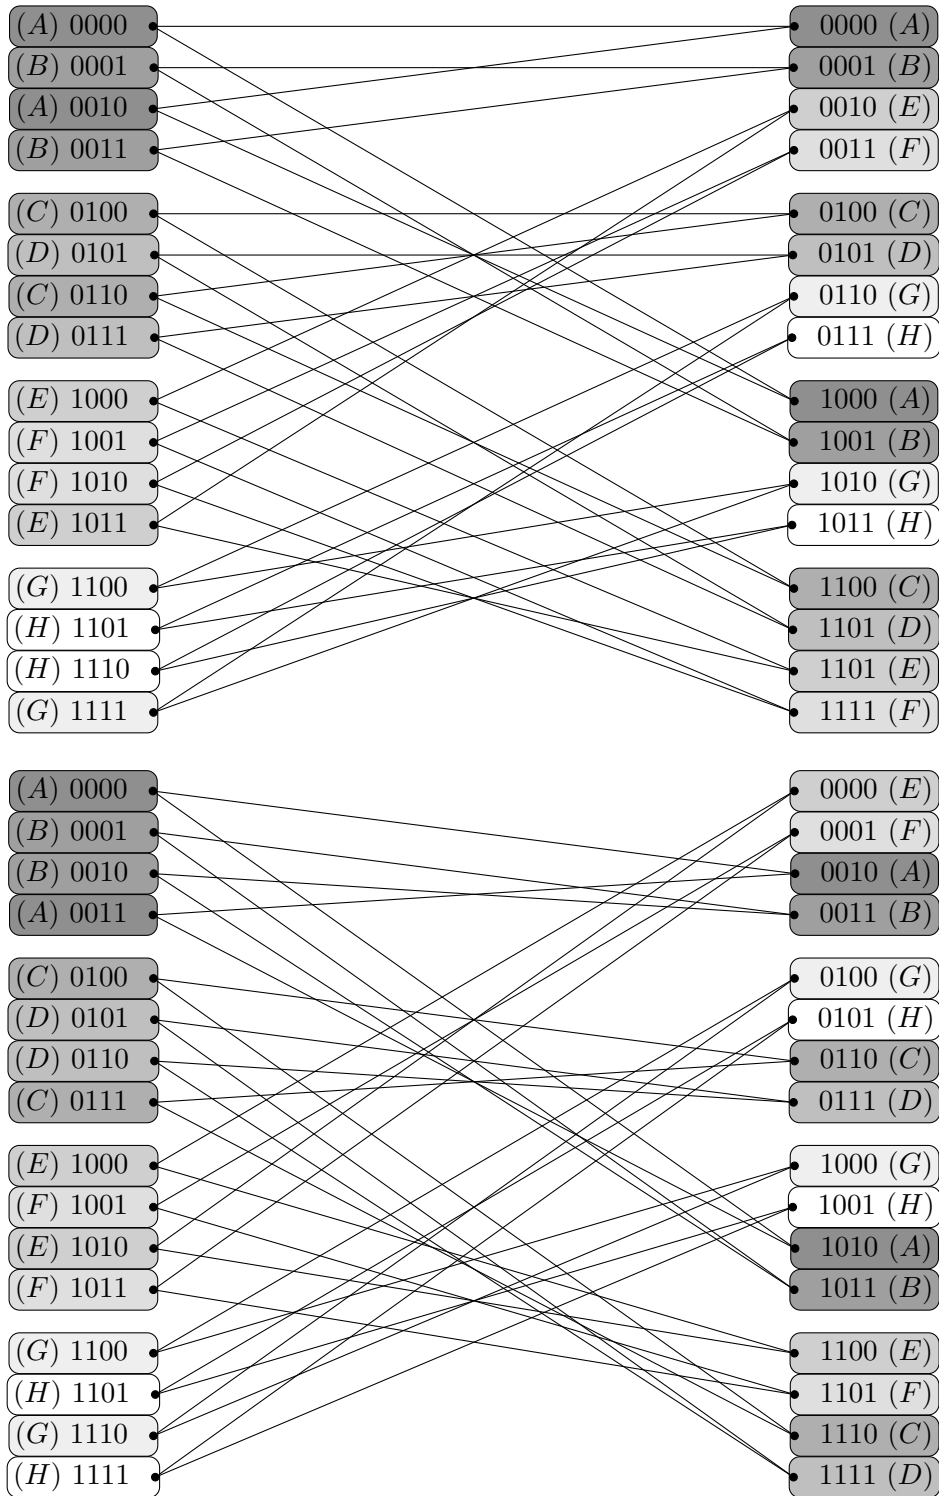 (A) 0000 0000 (A)
(B) 0001 0001 (B)
(A) 0010 0010 (E)
(B) 0011 0011 (F)
(C) 0100 0100 (C)
(D) 0101 0101 (D)
(C) 0110 0110 (G)
(D) 0111 0111 (H)
(E) 1000 1000 (A)
(F) 1001 1001 (B)
(F) 1010 1010 (G)
(E) 1011 1011 (H)
(G) 1100 1100 (C)
(H) 1101 1101 (D)
(H) 1110 1101 (E)
(G) 1111 1111 (F)
(A) 0000 0000 (E)
(B) 0001 0001 (F)
(B) 0010 0010 (A)
(A) 0011 0011 (B)
(C) 0100 0100 (G)
(D) 0101 0101 (H)
(D) 0110 0110 (C)
(C) 0111 0111 (D)
(E) 1000 1000 (G)
(F) 1001 1001 (H)
(E) 1010 1010 (A)
(F) 1011 1011 (B)
(G) 1100 1100 (E)
(H) 1101 1101 (F)
(G) 1110 1110 (C)
(H) 1111 1111 (D)